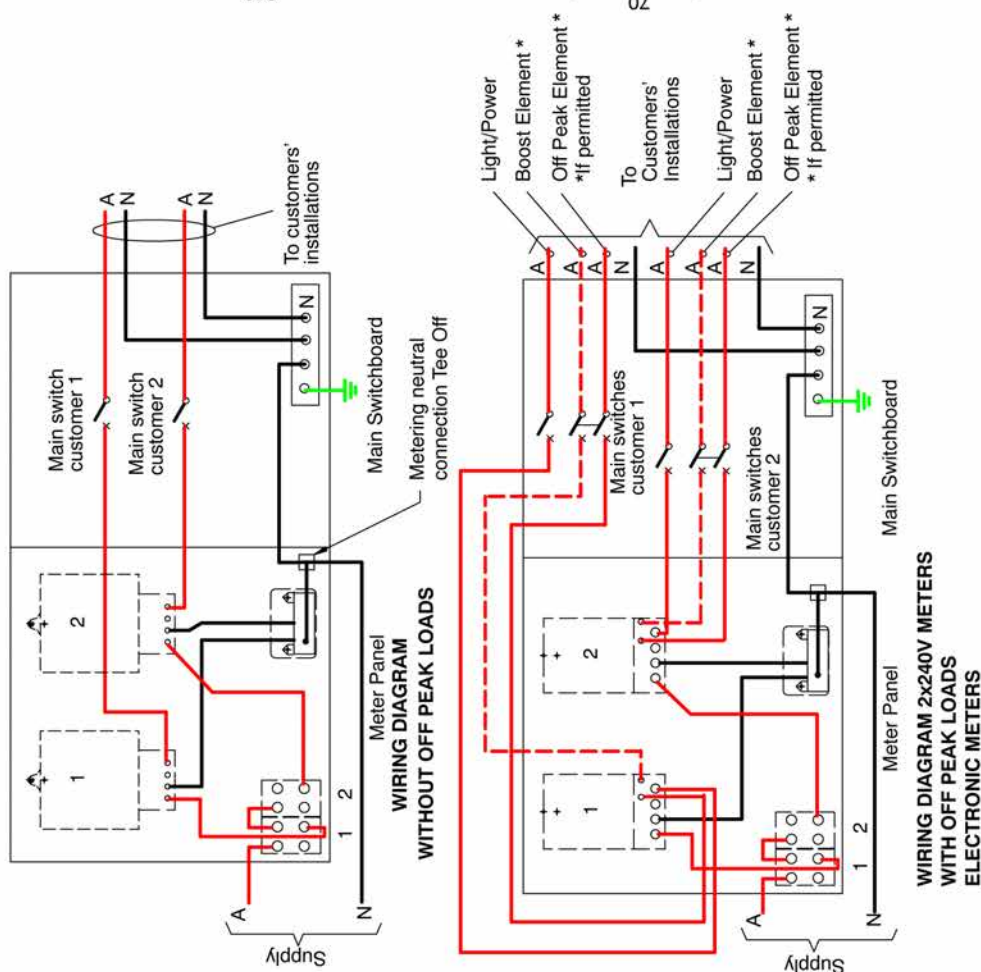 70
A
N
Supply
1
2
1
2
Main switch
customer 1
Main switch
customer 2
A
N
A
N
To customers'
installations
N
Main Switchboard
Metering neutral
connection Tee Off
Meter Panel
WIRING DIAGRAM
WITHOUT OFF PEAK LOADS
A
N
Supply
1
2
1
2
Main switches
customer 1
Main switches
customer 2
A
A
A
N
A
A
A
N
Light/Power
Boost Element *
Off Peak Element *
*If permitted
To
Customers'
Installations
Light/Power
Boost Element *
Off Peak Element *
* If permitted
N
Main Switchboard
Meter Panel
WIRING DIAGRAM 2x240V METERS
WITH OFF PEAK LOADS
ELECTRONIC METERS